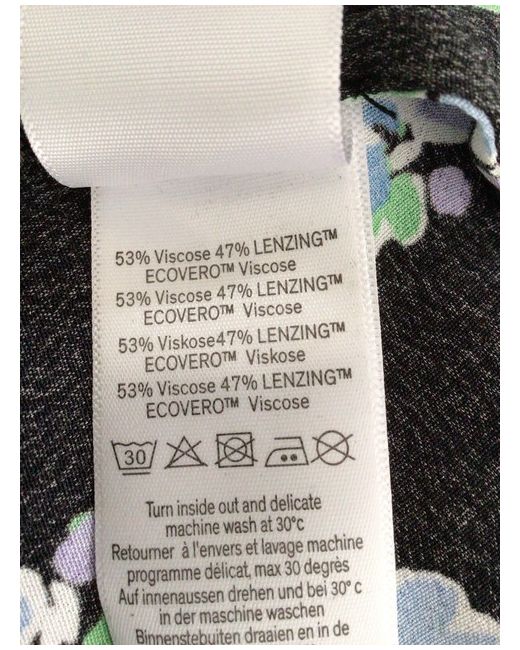 53% Viscose 47% LENZING™
ECOVERO™ Viscose
53% Viscose 47% LENZING™
ECOVERO™ Viscose
53% Viskose47% LENZING™
ECOVERO™ Viskose
53% Viscose 47% LENZING™
ECOVERO™ Viscose
30
Turn inside out and delicate
machine wash at 30°c
Retourner à l'envers et lavage machine
programme délicat, max 30 degrès
Auf innenaussen drehen und bei 30° c
in der maschine waschen
Binnenstebuiten draaien en in de